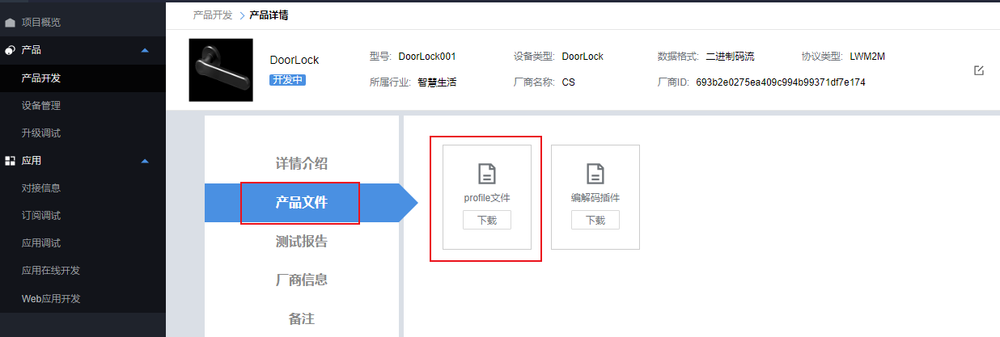 项目概览
产品
产品开发
设备管理
升级调试
应用
对接信息
订阅调试
应用调试
应用在线开发
Web应用开发
产品开发 > 产品详情
DoorLock
开发中
型号: DoorLock001
设备类型: DoorLock
数据格式: 二进制码流
协议类型: LWM2M
所属行业: 智慧生活
厂商名称: CS
厂商ID: 693b2e0275ea409c994b99371df7e174
详情介绍
产品文件
测试报告
厂商信息
备注
profile文件
下载
编解码插件
下载